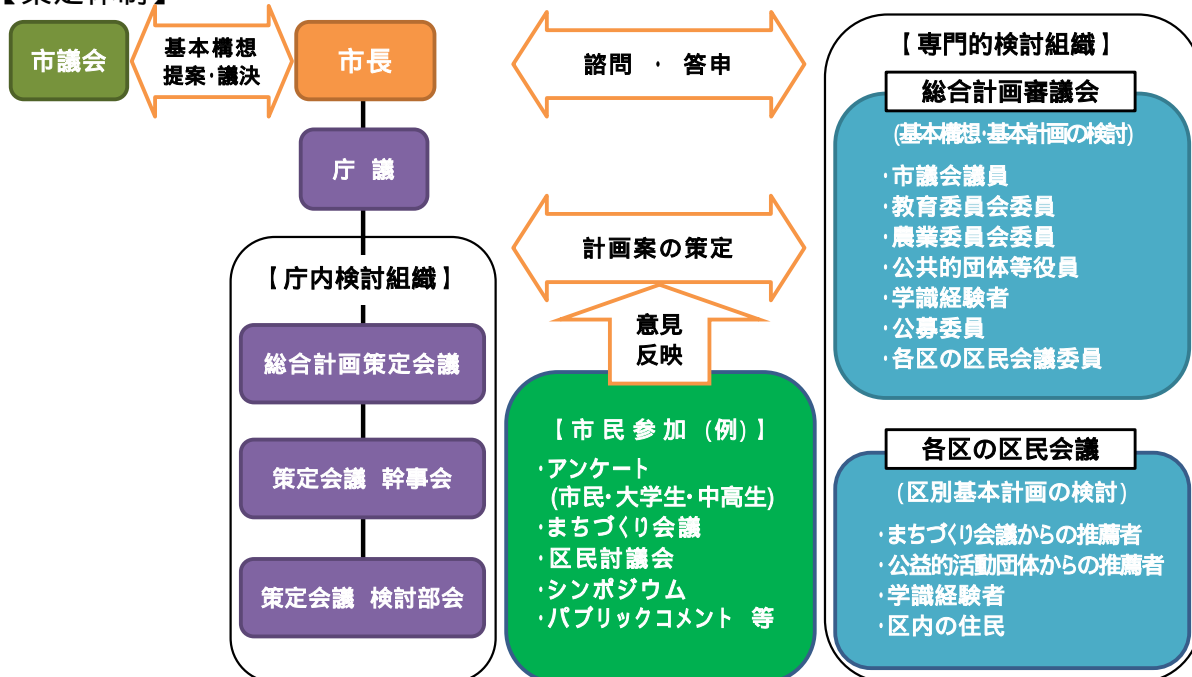 【策定体制】
市議会
基本構想
提案・議決
市長
諮問 ・ 答申
庁 議
計画案の策定
意見
反映
【庁内検討組織】
総合計画策定会議
策定会議 幹事会
策定会議 検討部会
【市民参加（例）】
・アンケート
(市民・大学生・中高生)
・まちづくり会議
・区民討議会
・シンポジウム
・パブリックコメント 等
【専門的検討組織】
総合計画審議会
(基本構想・基本計画の検討)
・市議会議員
・教育委員会委員
・農業委員会委員
・公共的団体等役員
・学識経験者
・公募委員
・各区の区民会議委員
各区の区民会議
(区別基本計画の検討)
・まちづくり会議からの推薦者
・公益的活動団体からの推薦者
・学識経験者
・区内の住民